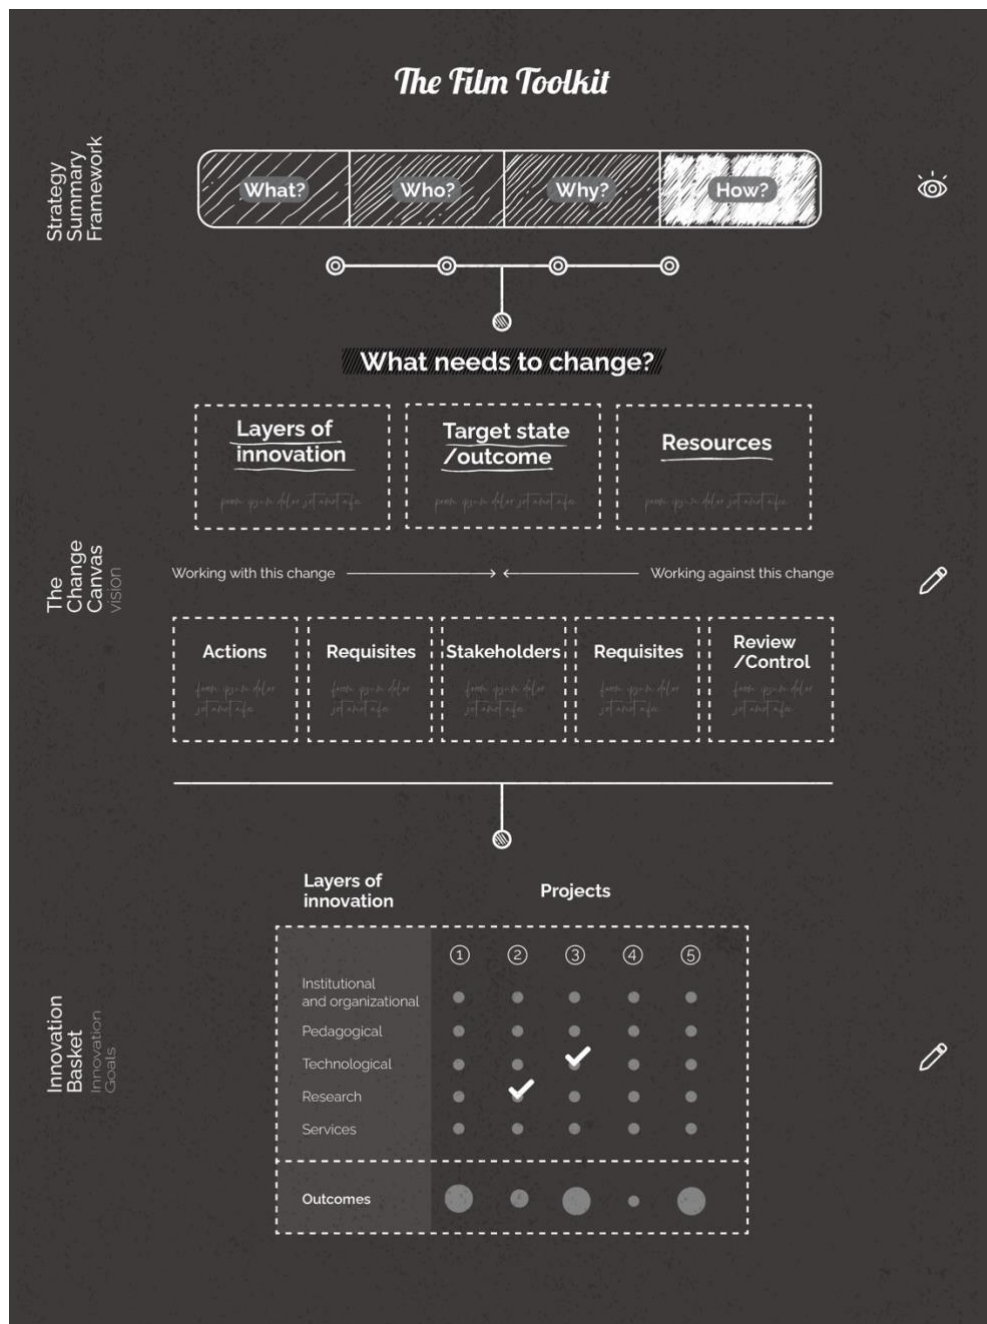 The Film Toolkit
Strategy
Summary
Framework
What?
Who?
Why?
How?
What needs to change?
Layers of
innovation
Target state
/outcome
Resources
The
Change
Canvas
vision
Working with this change
Working against this change
Actions
Requisites
Stakeholders
Requisites
Review
/Control
Layers of
innovation
Projects
1 2 3 4 5
Institutional
and organizational
Pedagogical
Technological
Research
Services
Outcomes
Innovation
Basket
Innovation
Goals